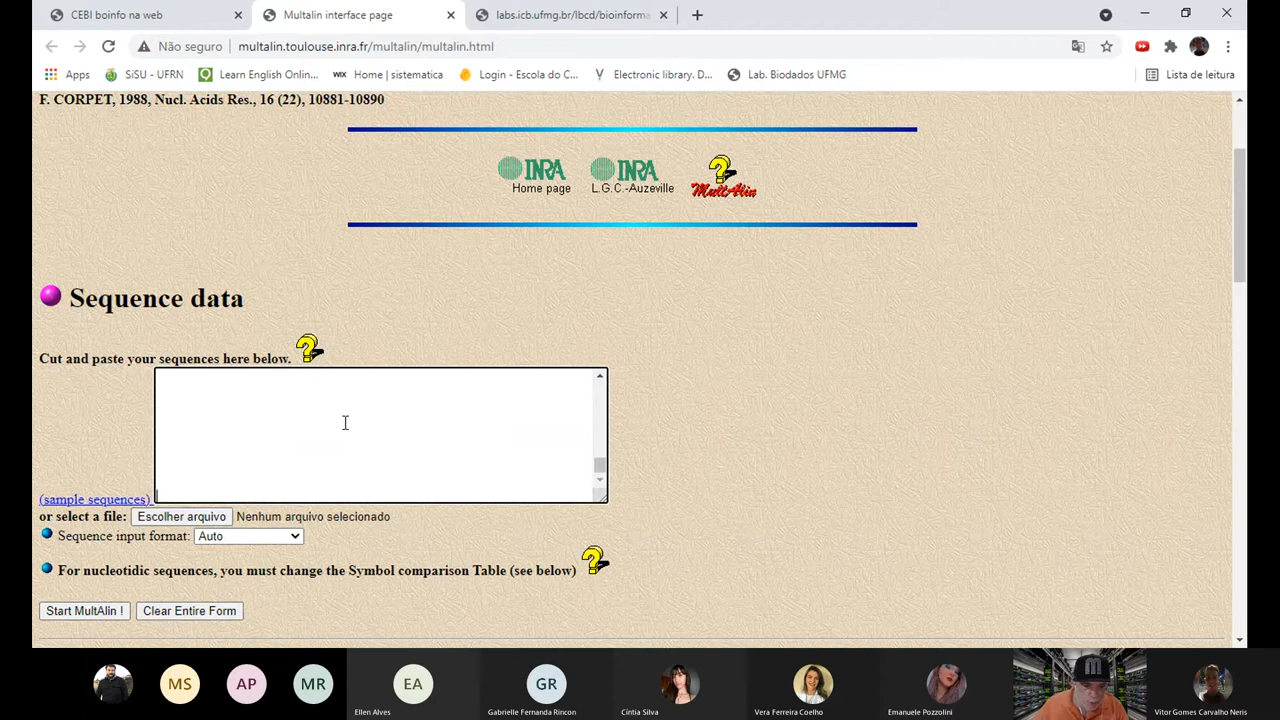 CEBI boinfo na web
Multalin interface page
labs.icb.ufmg.br/lbcd/bioinforma
Não seguro
multalin.toulouse.inra.fr/multalin/multalin.html
Apps
SiSU - UFRN
Learn English Onlin...
WIX Home | sistematica
Login - Escola do C...
Electronic library. D...
Lab. Biodados UFMG
Lista de leitura
F. CORPET, 1988, Nucl. Acids Res., 16 (22), 10881-10890
INRA
Home page
INRA
L.G.C.-Auzeville
MultAlin
Sequence data
Cut and paste your sequences here below.
(sample sequences)
or select a file: Escolher arquivo Nenhum arquivo selecionado
Sequence input format: Auto
For nucleotidic sequences, you must change the Symbol comparison Table (see below)
Start MultAlin ! Clear Entire Form
MS
AP
MR
EA
GR
M
Ellen Alves
Gabrielle Fernanda Rincon
Cíntia Silva
Vera Ferreira Coelho
Emanuele Pozzolini
Vitor Gomes Carvalho Neris